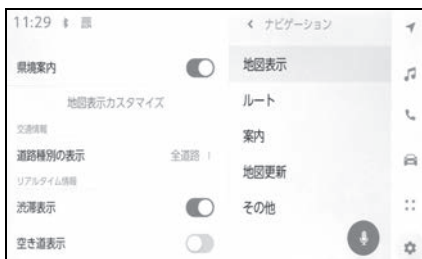 11:29
県境案内
地図表示カスタマイズ
交通情報
道路種別の表示
全道路
リアルタイム情報
渋滞表示
空き道表示
ナビゲーション
地図表示
ルート
案内
地図更新
その他